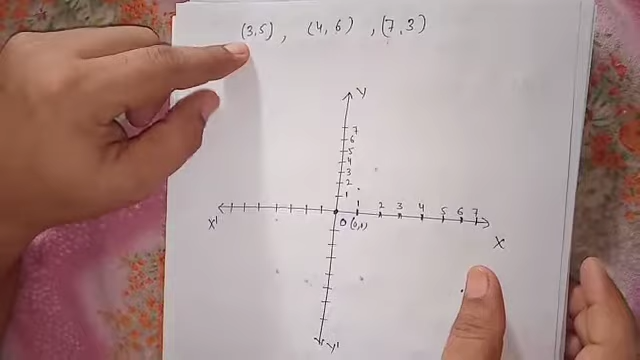 (3,5), (4,6), (7,3)
Y
7
6
5
4
3
2
1
X' 1 2 3 4 5 6 7 X
O (0,0)
Y'